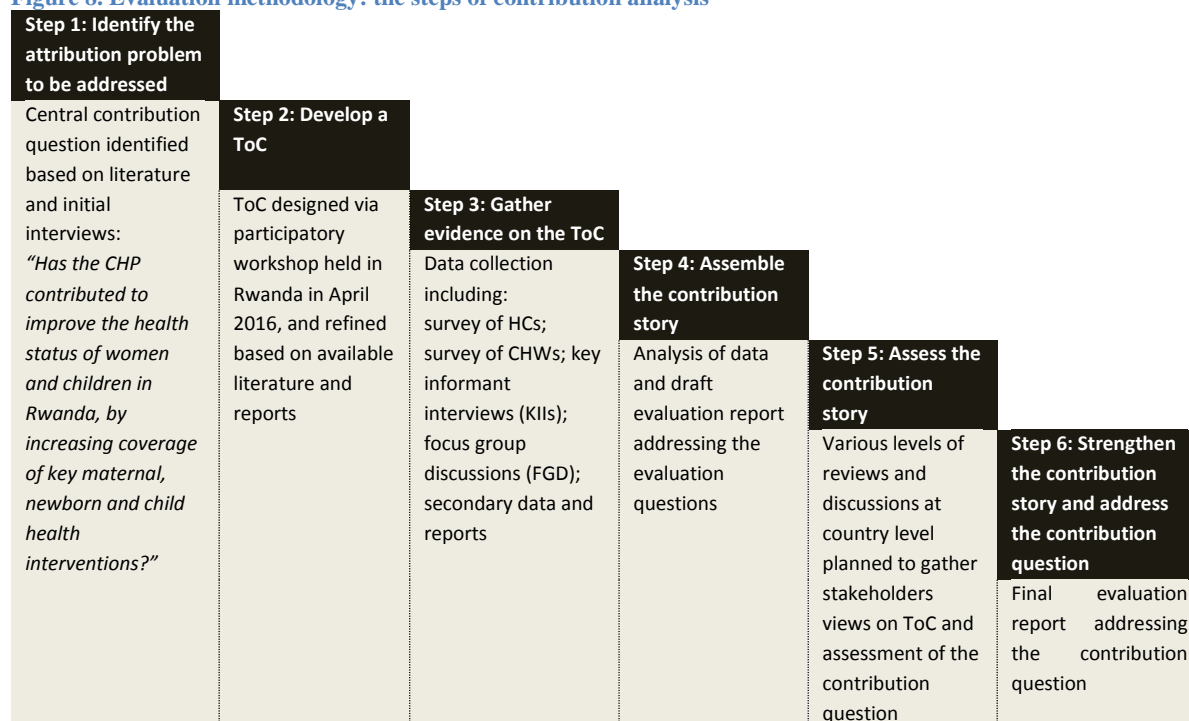 Figure 8. Evaluation methodology: the steps of contribution analysis
Step 1: Identify the
attribution problem
to be addressed
Central contribution
question identified
based on literature
and initial
interviews:
“Has the CHP
contributed to
improve the health
status of women
and children in
Rwanda, by
increasing coverage
of key maternal,
newborn and child
health
interventions?”
Step 2: Develop a
ToC
ToC designed via
participatory
workshop held in
Rwanda in April
2016, and refined
based on available
literature and
reports
Step 3: Gather
evidence on the ToC
Data collection
including:
survey of HCs;
survey of CHWs; key
informant
interviews (KIIs);
focus group
discussions (FGD);
secondary data and
reports
Step 4: Assemble
the contribution
story
Analysis of data
and draft
evaluation report
addressing the
evaluation
questions
Step 5: Assess the
contribution
story
Various levels of
reviews and
discussions at
country level
planned to gather
stakeholders
views on ToC and
assessment of the
contribution
question
Step 6: Strengthen
the contribution
story and address
the contribution
question
Final evaluation
report addressing
the contribution
question